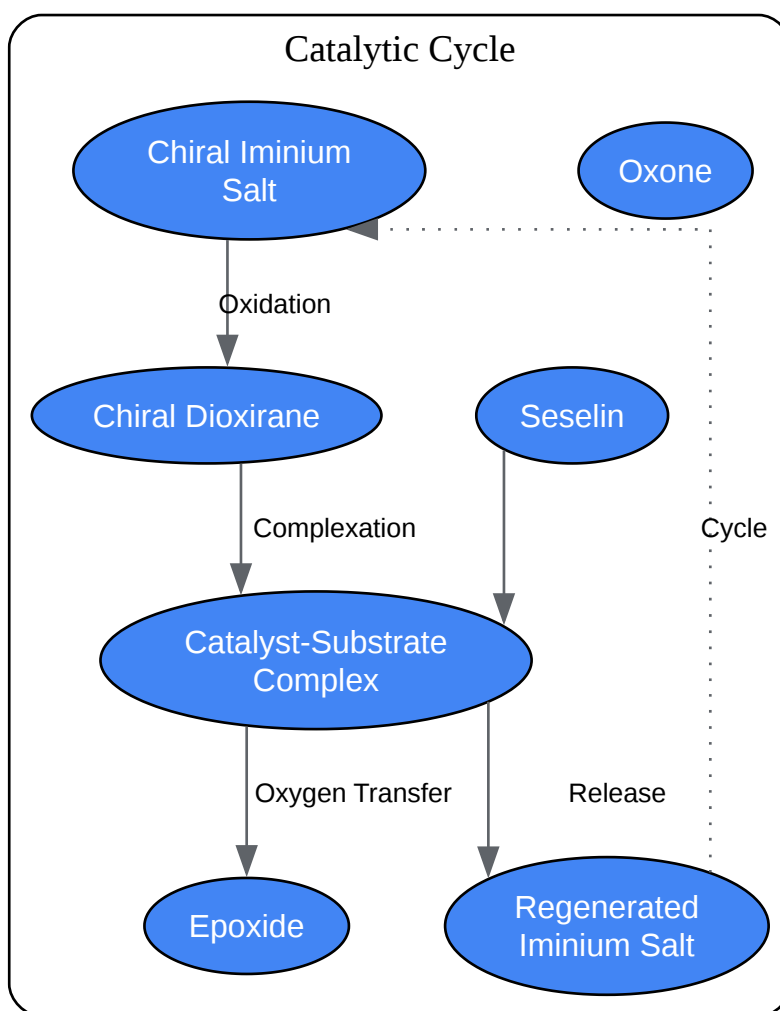 Catalytic Cycle
Chiral Iminium
Salt
Oxone
Oxidation
Chiral Dioxirane
Seselin
Complexation
Cycle
Catalyst-Substrate
Complex
Oxygen Transfer
Release
Epoxide
Regenerated
Iminium Salt